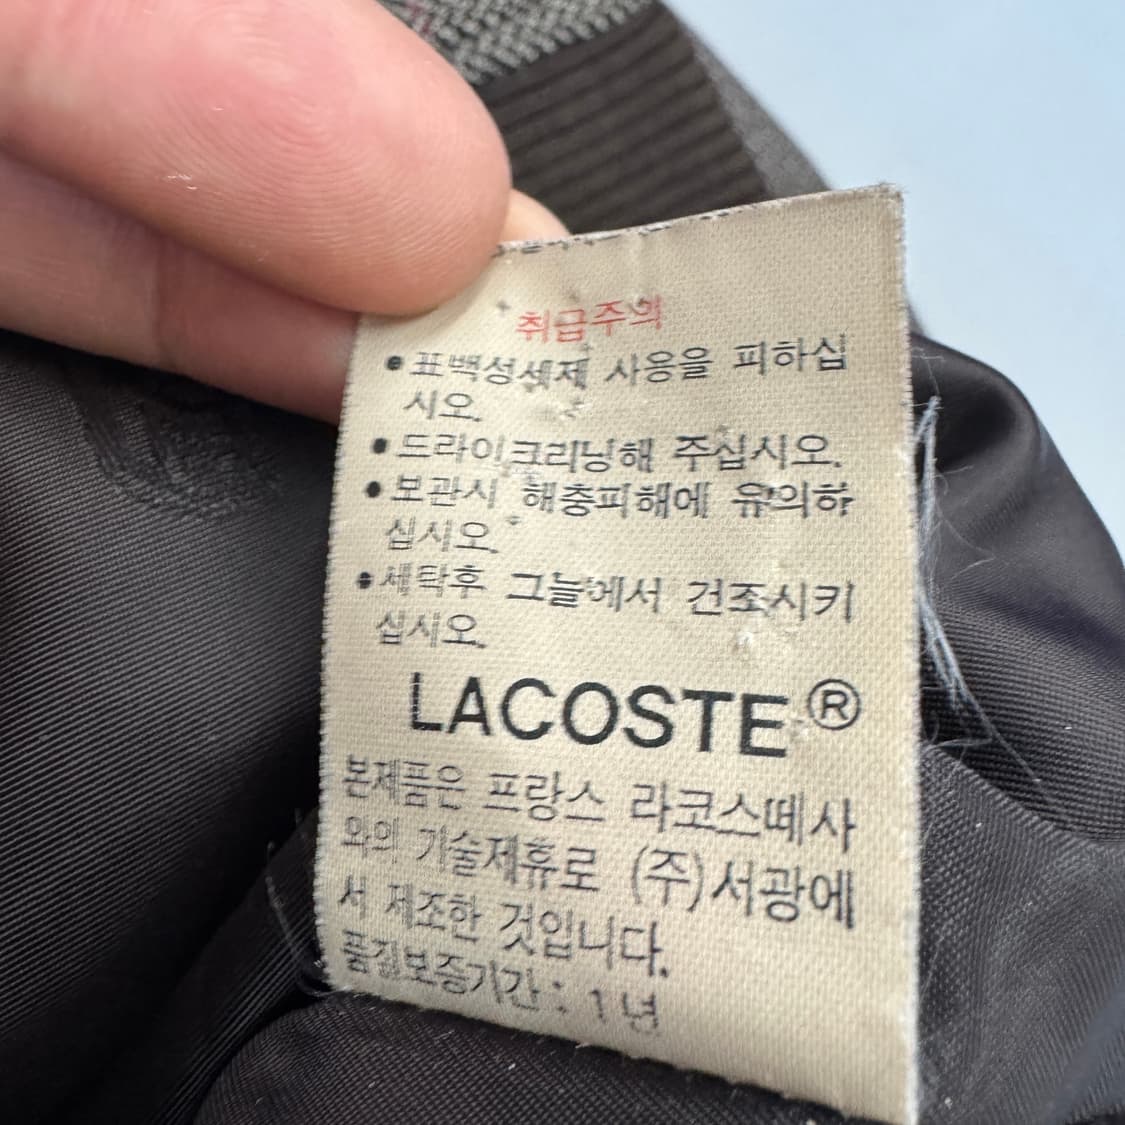 취급주의
• 표백성세제 사용을 피하십
시오.
• 드라이크리닝해 주십시오.
• 보관시 해충피해에 유의하
십시오.
• 세탁후 그늘에서 건조시키
십시오.
LACOSTE®
본제품은 프랑스 라코스떼사
와의 기술제휴로 (주)서광에
서 제조한 것입니다.
품질보증기간 : 1년